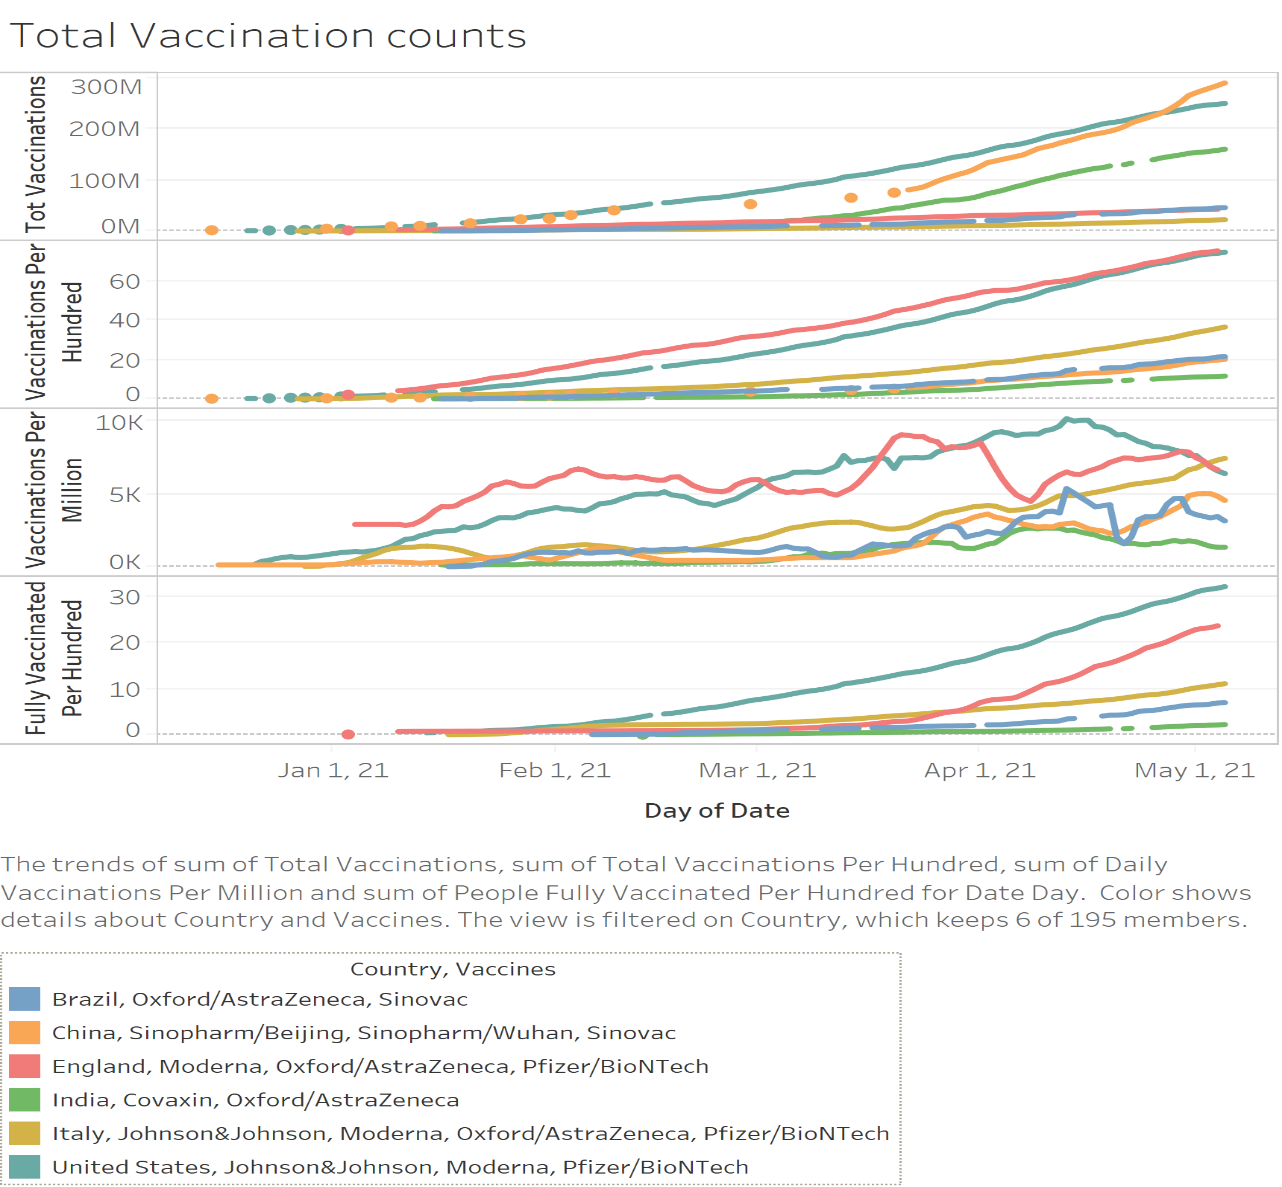 Total Vaccination counts
Tot Vaccinations
300M
200M
100M
0M
Vaccinations Per
Hundred
60
40
20
0
Vaccinations Per
Million
10K
5K
0K
Fully Vaccinated
Per Hundred
30
20
10
0
Jan 1, 21
Feb 1, 21
Mar 1, 21
Apr 1, 21
May 1, 21
Day of Date
The trends of sum of Total Vaccinations, sum of Total Vaccinations Per Hundred, sum of Daily
Vaccinations Per Million and sum of People Fully Vaccinated Per Hundred for Date Day.  Color shows
details about Country and Vaccines. The view is filtered on Country, which keeps 6 of 195 members.
Country, Vaccines
Brazil, Oxford/AstraZeneca, Sinovac
China, Sinopharm/Beijing, Sinopharm/Wuhan, Sinovac
England, Moderna, Oxford/AstraZeneca, Pfizer/BioNTech
India, Covaxin, Oxford/AstraZeneca
Italy, Johnson&Johnson, Moderna, Oxford/AstraZeneca, Pfizer/BioNTech
United States, Johnson&Johnson, Moderna, Pfizer/BioNTech